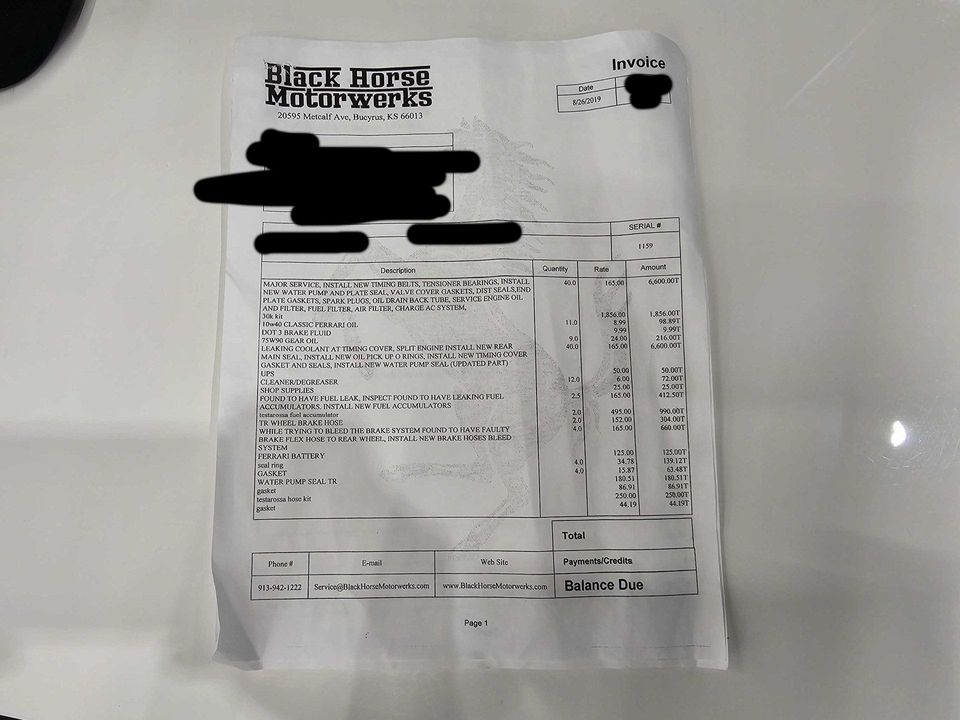 Black Horse
Motorwerks
20595 Metcalf Ave, Bucyrus, KS 66013
Invoice
Date
8/26/2019
SERIAL #
1159
Description Quantity Rate Amount
MAJOR SERVICE, INSTALL NEW TIMING BELTS, TENSIONER BEARINGS, INSTALL 40.0 165.00 6,600.00T
NEW WATER PUMP AND PLATE SEAL, VALVE COVER GASKETS, DIST SEALS,END
PLATE GASKETS, SPARK PLUGS, OIL DRAIN BACK TUBE, SERVICE ENGINE OIL
AND FILTER, FUEL FILTER, AIR FILTER, CHARGE AC SYSTEM,
30k kit 1,856.00 1,856.00T
10w40 CLASSIC FERRARI OIL 11.0 8.99 98.89T
DOT 3 BRAKE FLUID 9.99 9.99T
75W90 GEAR OIL 9.0 24.00 216.00T
LEAKING COOLANT AT TIMING COVER, SPLIT ENGINE INSTALL NEW REAR 40.0 165.00 6,600.00T
MAIN SEAL, INSTALL NEW OIL PICK UP O RINGS, INSTALL NEW TIMING COVER
GASKET AND SEALS, INSTALL NEW WATER PUMP SEAL (UPDATED PART)
UPS 50.00 50.00T
CLEANER/DEGREASER 12.0 6.00 72.00T
SHOP SUPPLIES 25.00 25.00T
FOUND TO HAVE FUEL LEAK, INSPECT FOUND TO HAVE LEAKING FUEL 2.5 165.00 412.50T
ACCUMULATORS. INSTALL NEW FUEL ACCUMULATORS
testarossa fuel accumulator 2.0 495.00 990.00T
TR WHEEL BRAKE HOSE 2.0 152.00 304.00T
WHILE TRYING TO BLEED THE BRAKE SYSTEM FOUND TO HAVE FAULTY 4.0 165.00 660.00T
BRAKE FLEX HOSE TO REAR WHEEL, INSTALL NEW BRAKE HOSES BLEED
SYSTEM
FERRARI BATTERY 125.00 125.00T
seal ring 4.0 34.78 139.12T
GASKET 4.0 15.87 63.48T
WATER PUMP SEAL TR 180.51 180.51T
gasket 86.91 86.91T
testarossa hose kit 250.00 250.00T
gasket 44.19 44.19T
Total
Payments/Credits
Balance Due
Phone # E-mail Web Site
913-942-1222 Service@BlackHorseMotorwerks.com www.BlackHorseMotorwerks.com
Page 1